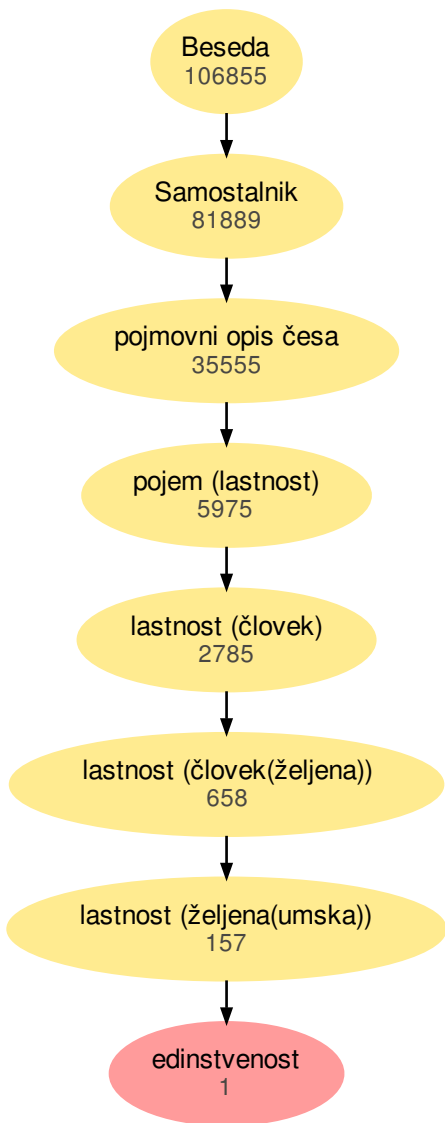 Beseda
106855
Samostalnik
81889
pojmovni opis česa
35555
pojem (lastnost)
5975
lastnost (človek)
2785
lastnost (človek(željena))
658
lastnost (željena(umska))
157
edinstvenost
1